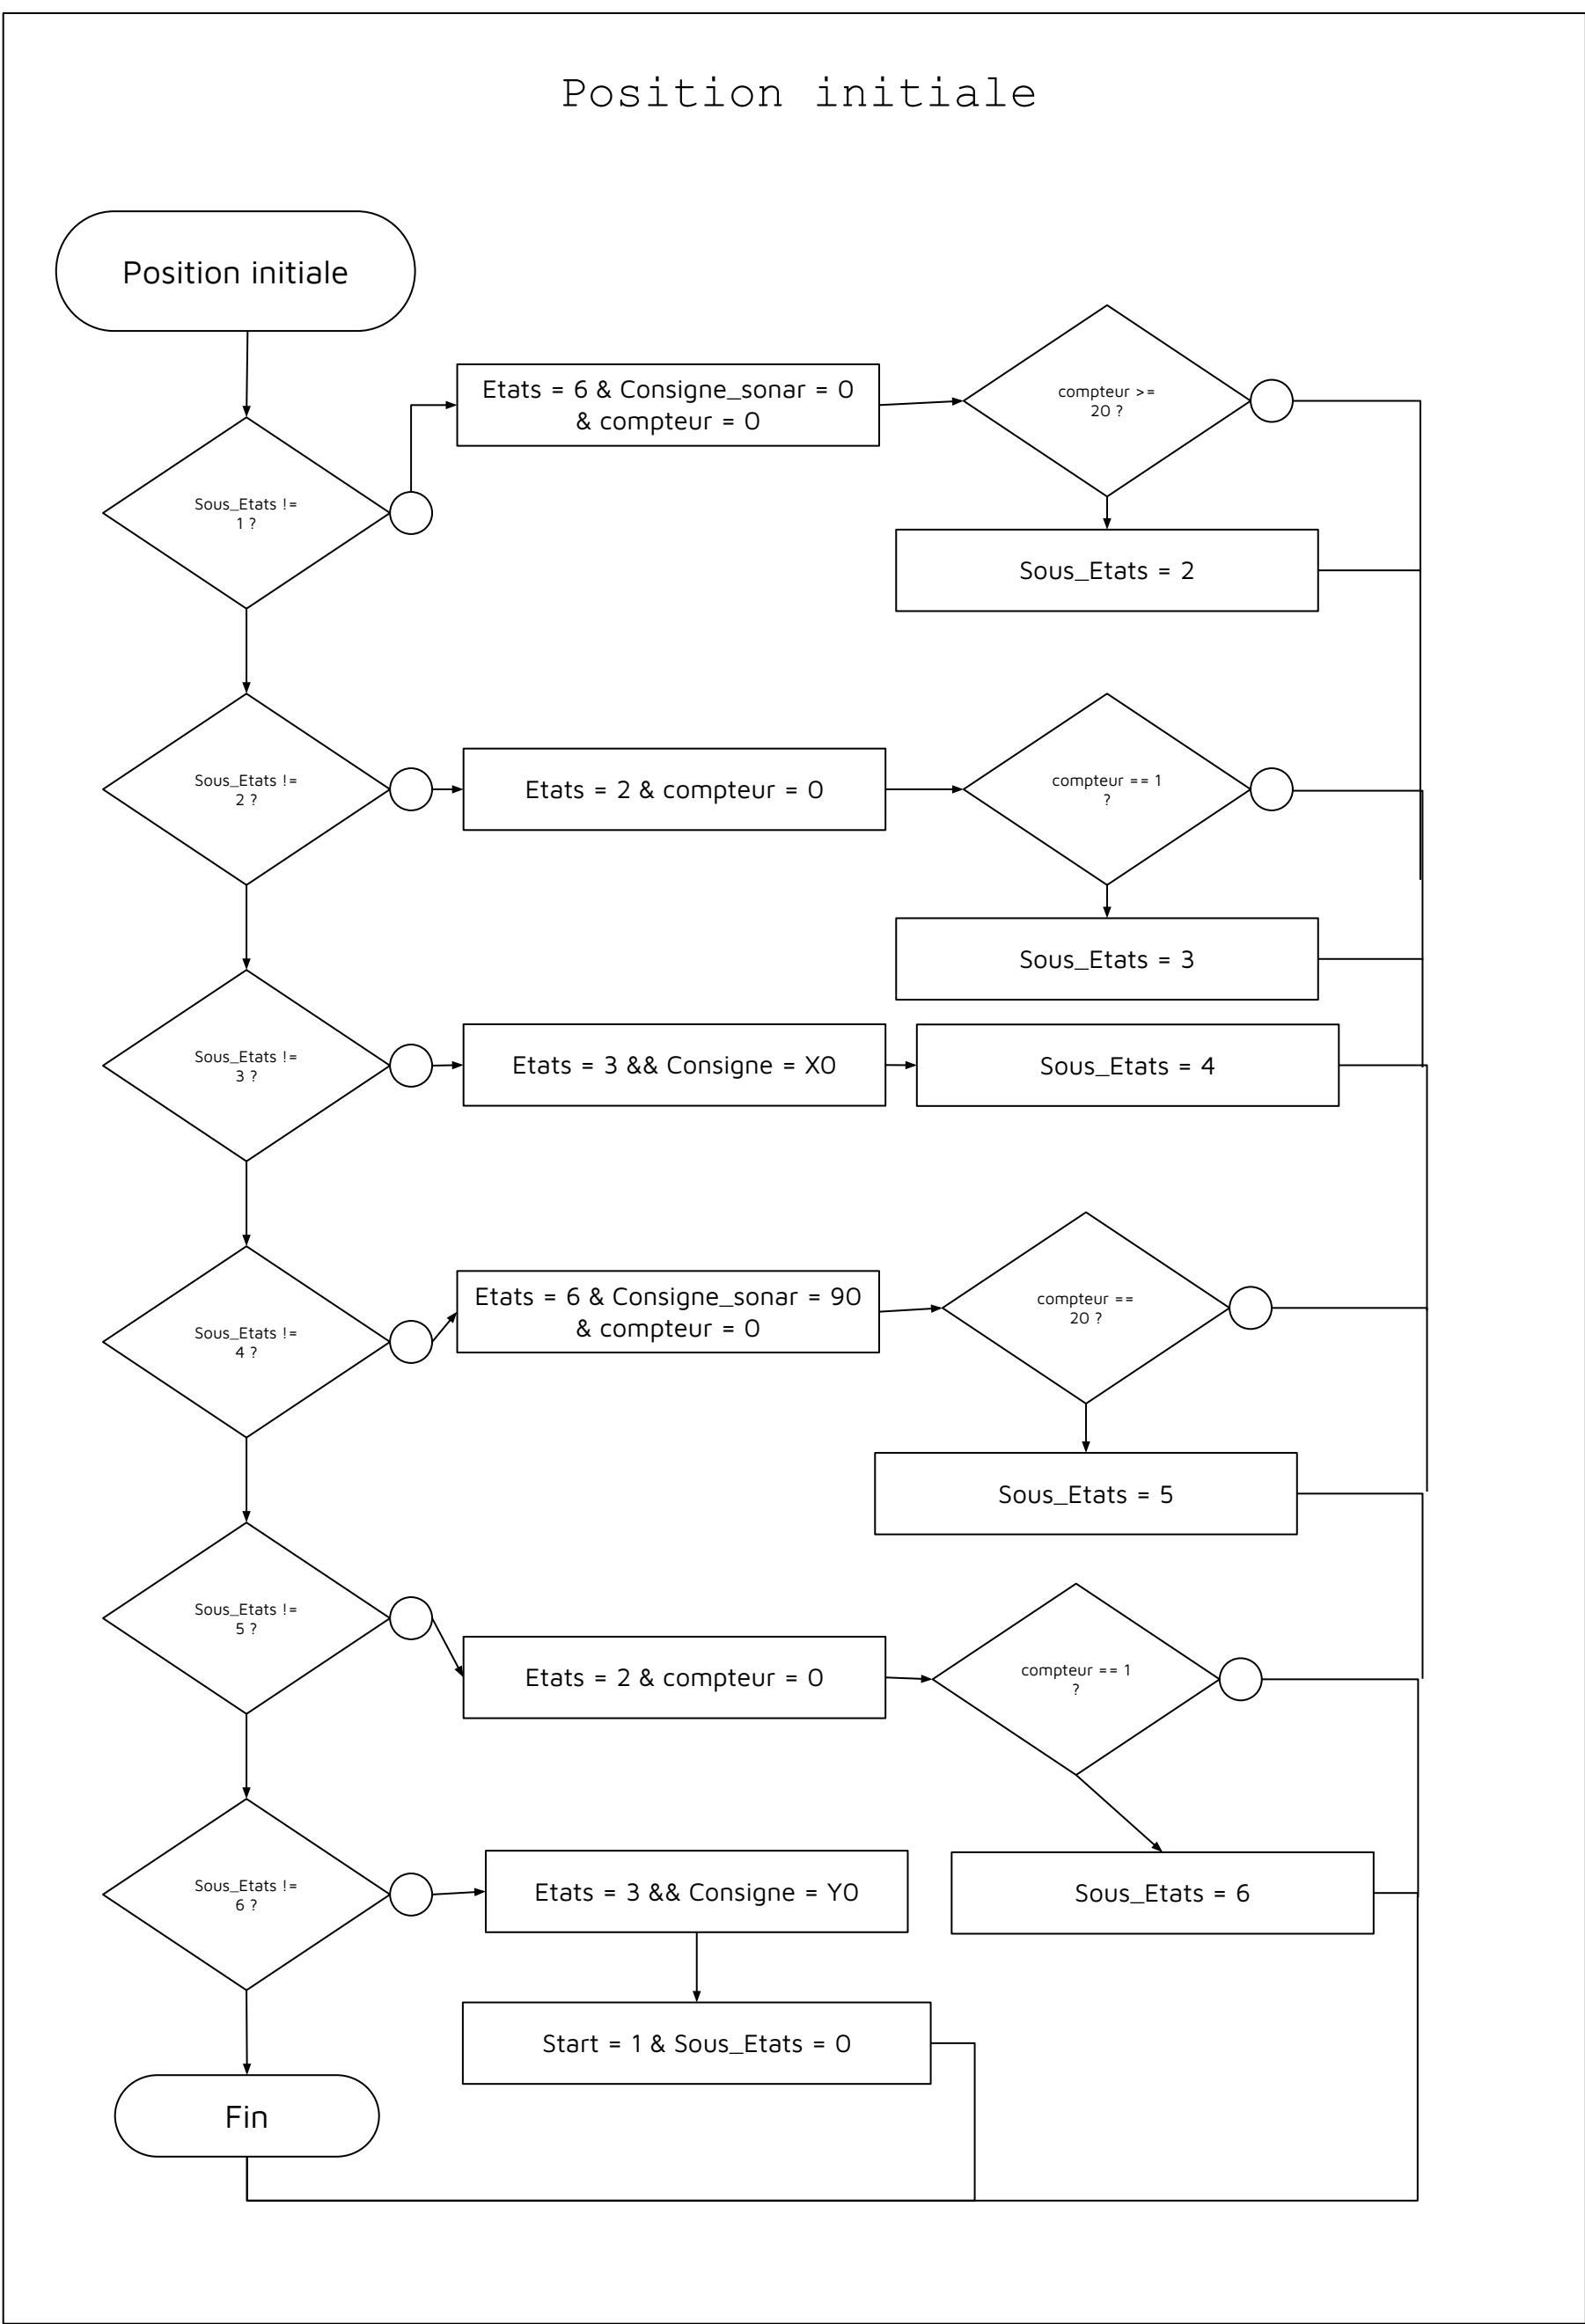 Position initiale
Position initiale
Etats = 6 & Consigne_sonar = 0
& compteur = 0
compteur >=
20 ?
Sous_Etats !=
1 ?
Sous_Etats = 2
Sous_Etats !=
2 ?
Etats = 2 & compteur = 0
compteur == 1
?
Sous_Etats = 3
Sous_Etats !=
3 ?
Etats = 3 && Consigne = X0
Sous_Etats = 4
Sous_Etats !=
4 ?
Etats = 6 & Consigne_sonar = 90
& compteur = 0
compteur ==
20 ?
Sous_Etats = 5
Sous_Etats !=
5 ?
Etats = 2 & compteur = 0
compteur == 1
?
Sous_Etats !=
6 ?
Etats = 3 && Consigne = Y0
Sous_Etats = 6
Start = 1 & Sous_Etats = 0
Fin